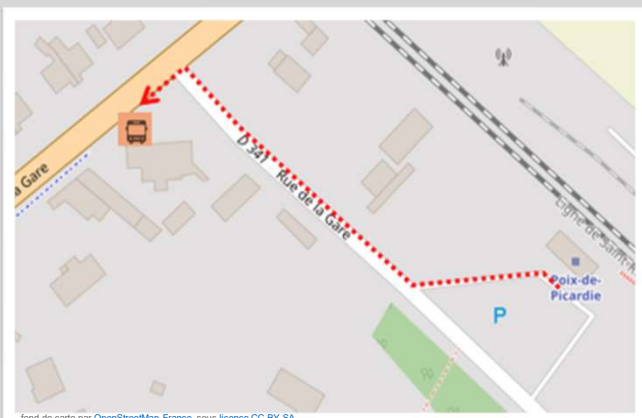 a Gare
D 341 Rue de la Gare
Ligne de Saint-R
Poix-de-
Picardie
P
fond de carte par OpenStreetMap France, sous licence CC BY-SA